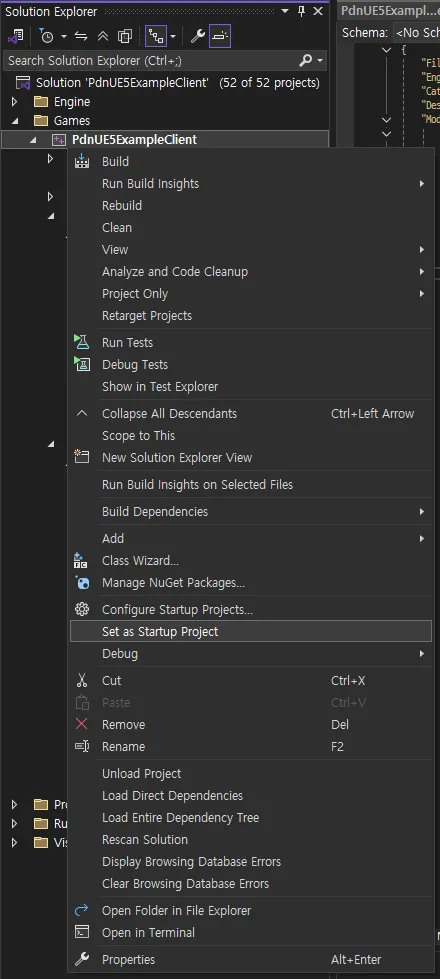 Solution Explorer
PdnUE5Exampl...e
Search Solution Explorer (Ctrl+;)
Schema: <No Sch
Solution 'PdnUE5ExampleClient' (52 of 52 projects)
{
"Fil
"Eng
"Cat
"Des
"Mod
Engine
Games
PdnUE5ExampleClient
Build
Run Build Insights
Rebuild
Clean
View
Analyze and Code Cleanup
Project Only
Retarget Projects
Run Tests
Debug Tests
Show in Test Explorer
Collapse All Descendants Ctrl+Left Arrow
Scope to This
New Solution Explorer View
Run Build Insights on Selected Files
Build Dependencies
Add
Class Wizard...
Manage NuGet Packages...
Configure Startup Projects...
Set as Startup Project
Debug
Cut Ctrl+X
Paste Ctrl+V
Remove Del
Rename F2
Unload Project
Load Direct Dependencies
Load Entire Dependency Tree
Rescan Solution
Display Browsing Database Errors
Clear Browsing Database Errors
Open Folder in File Explorer
Open in Terminal
Properties Alt+Enter
Pr
Ru
Vis